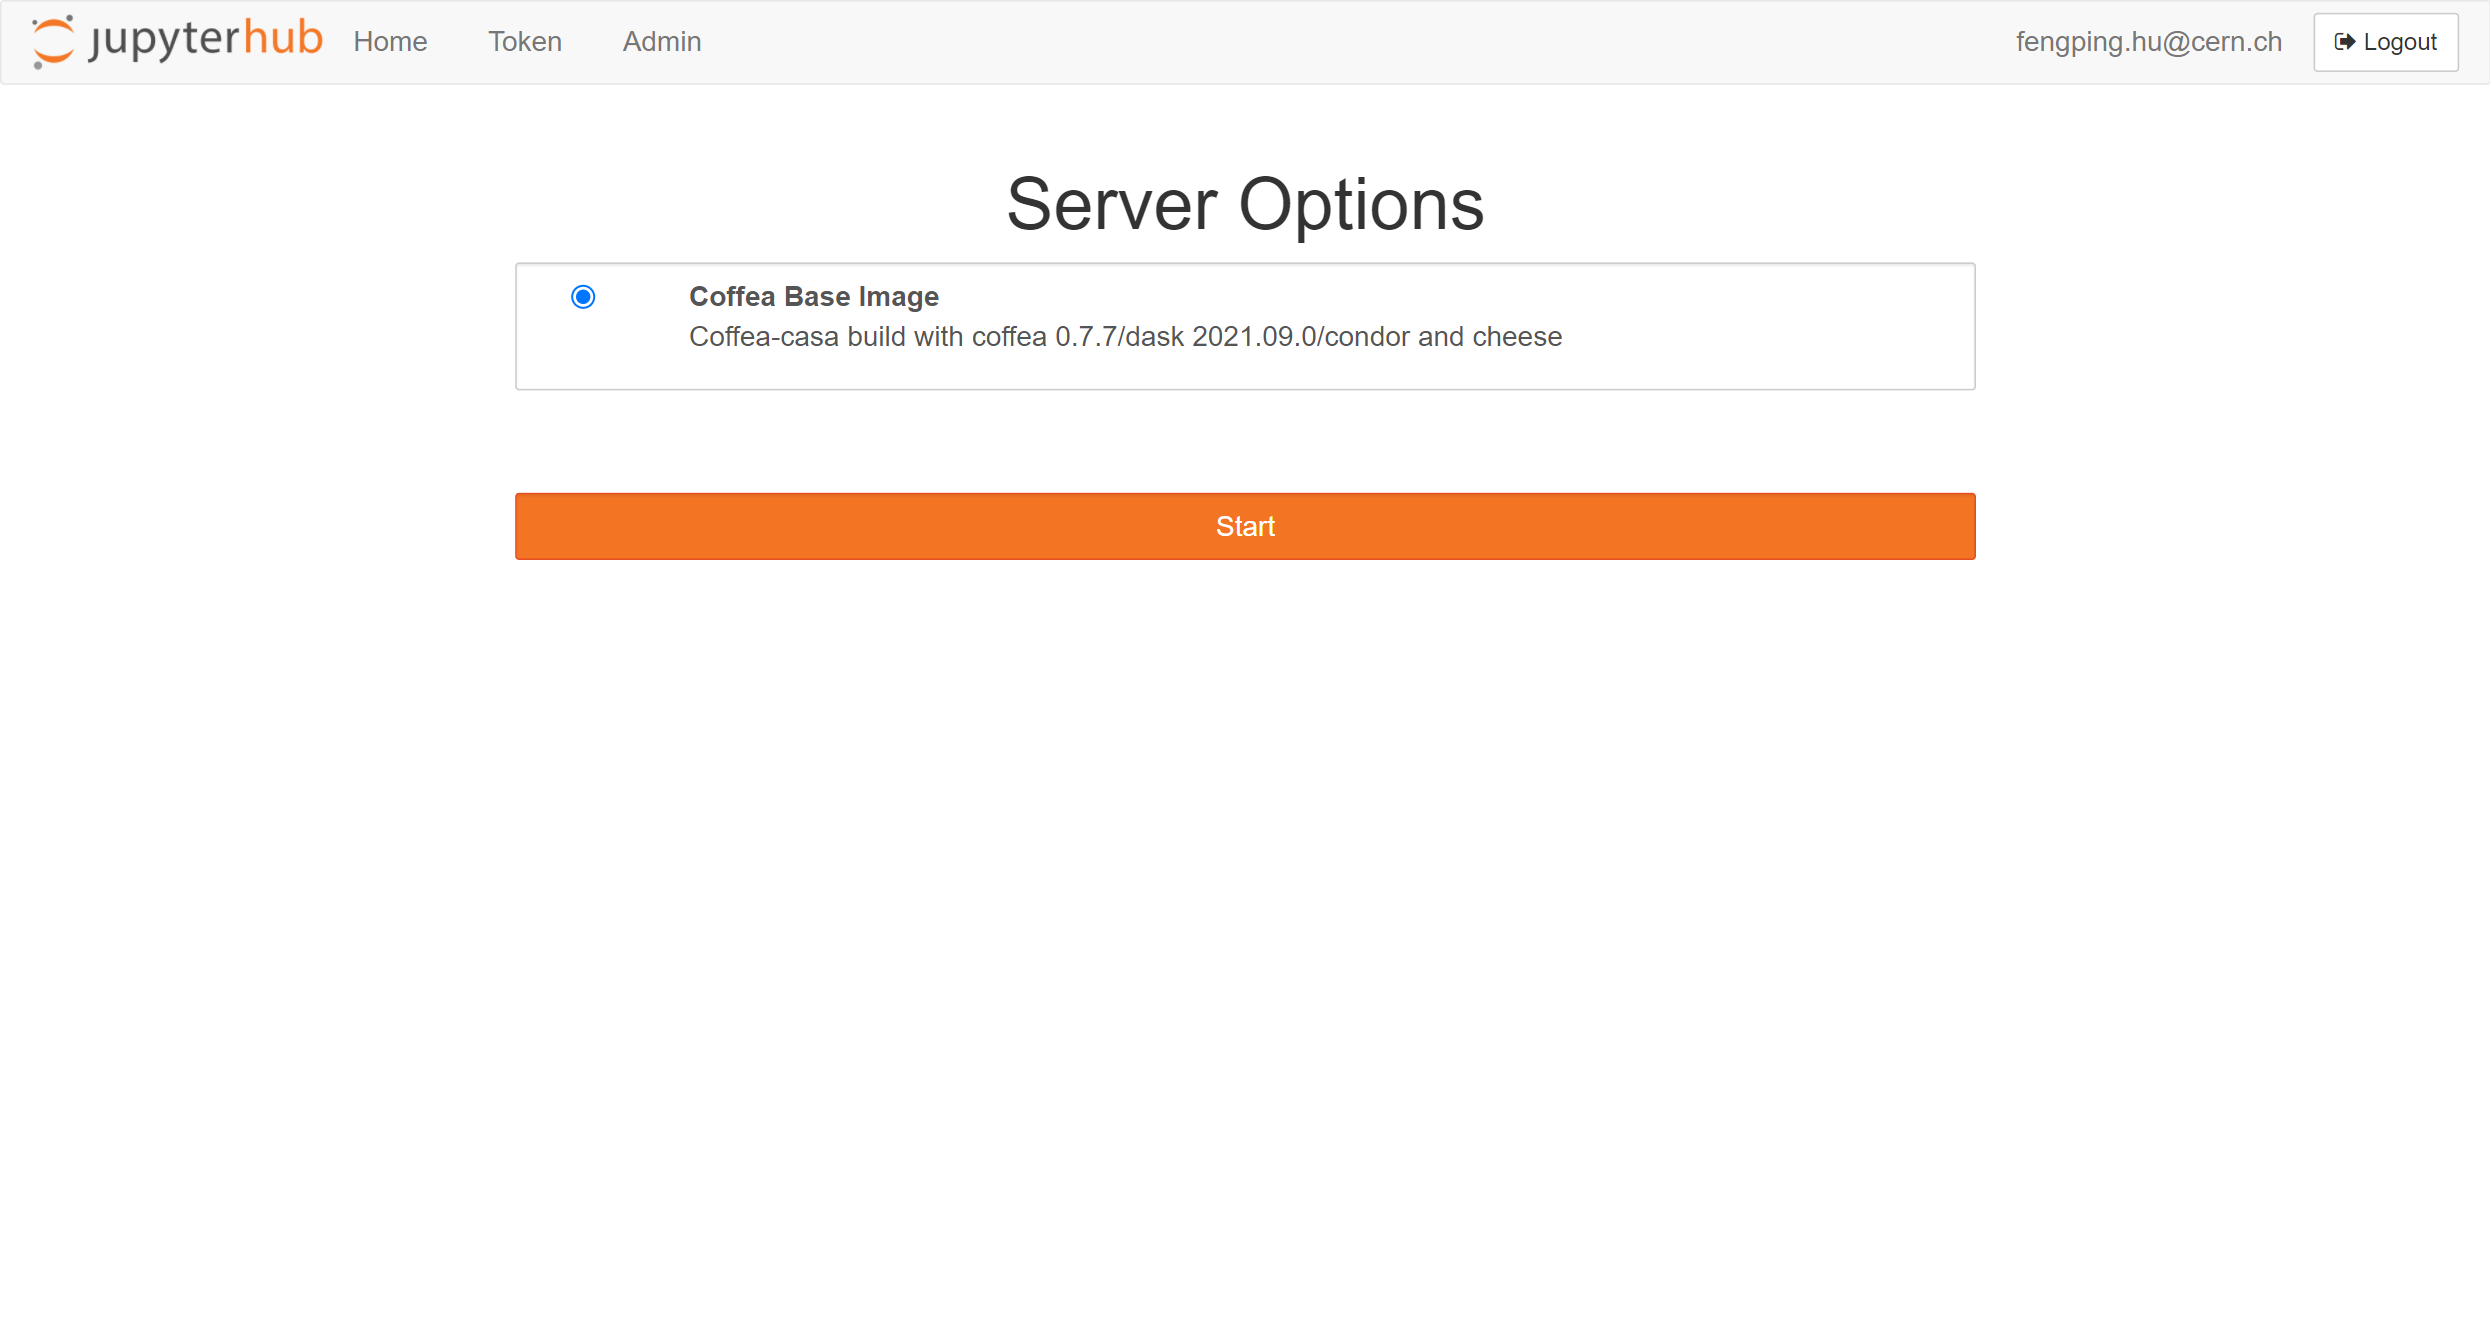 jupyterhub Home Token Admin fengping.hu@cern.ch Logout
Server Options
Coffea Base Image
Coffea-casa build with coffea 0.7.7/dask 2021.09.0/condor and cheese
Start